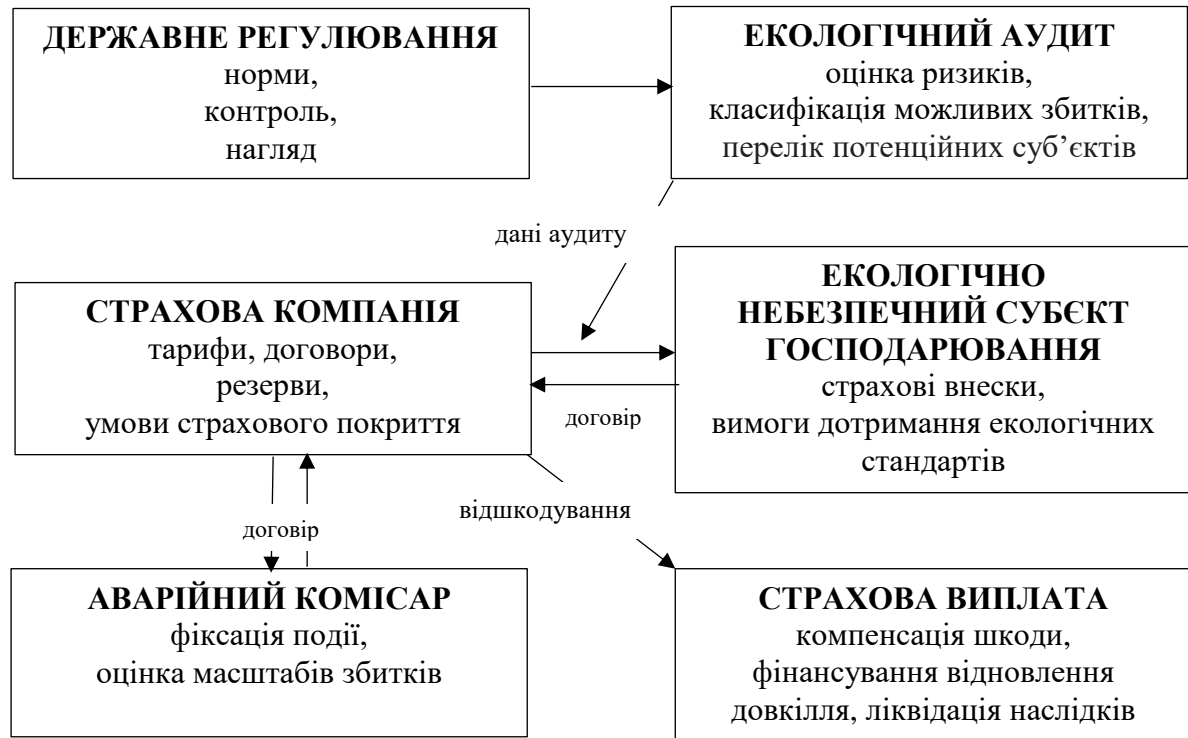 ДЕРЖАВНЕ РЕГУЛЮВАННЯ
норми,
контроль,
нагляд
ЕКОЛОГІЧНИЙ АУДИТ
оцінка ризиків,
класифікація можливих збитків,
перелік потенційних суб’єктів
дані аудиту
СТРАХОВА КОМПАНІЯ
тарифи, договори,
резерви,
умови страхового покриття
ЕКОЛОГІЧНО
НЕБЕЗПЕЧНИЙ СУБЄКТ
ГОСПОДАРЮВАННЯ
страхові внески,
вимоги дотримання екологічних
стандартів
договір
відшкодування
договір
АВАРІЙНИЙ КОМІСАР
фіксація події,
оцінка масштабів збитків
СТРАХОВА ВИПЛАТА
компенсація шкоди,
фінансування відновлення
довкілля, ліквідація наслідків